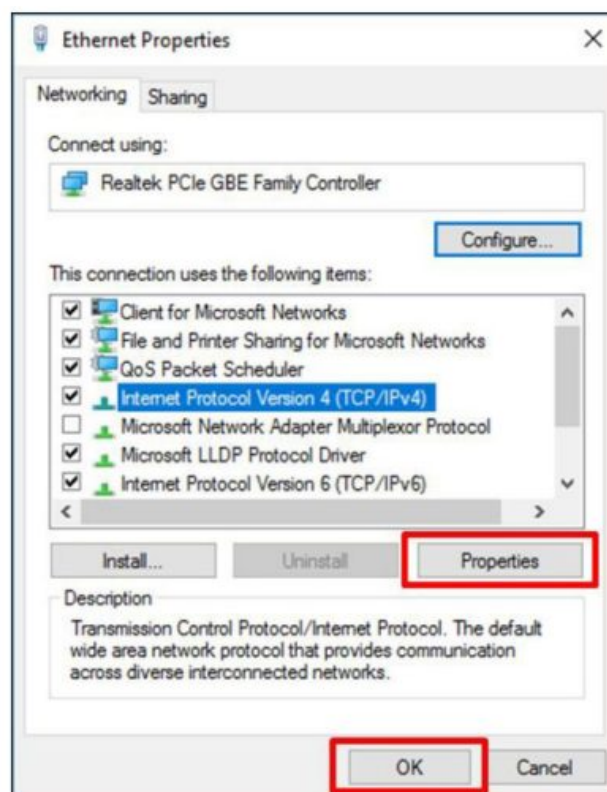 Ethernet Properties
Networking
Sharing
Connect using:
Realtek PCIe GBE Family Controller
Configure...
This connection uses the following items:
Client for Microsoft Networks
File and Printer Sharing for Microsoft Networks
QoS Packet Scheduler
Internet Protocol Version 4 (TCP/IPv4)
Microsoft Network Adapter Multiplexor Protocol
Microsoft LLDP Protocol Driver
Internet Protocol Version 6 (TCP/IPv6)
Install...
Uninstall
Properties
Description
Transmission Control Protocol/Internet Protocol. The default
wide area network protocol that provides communication
across diverse interconnected networks.
OK
Cancel